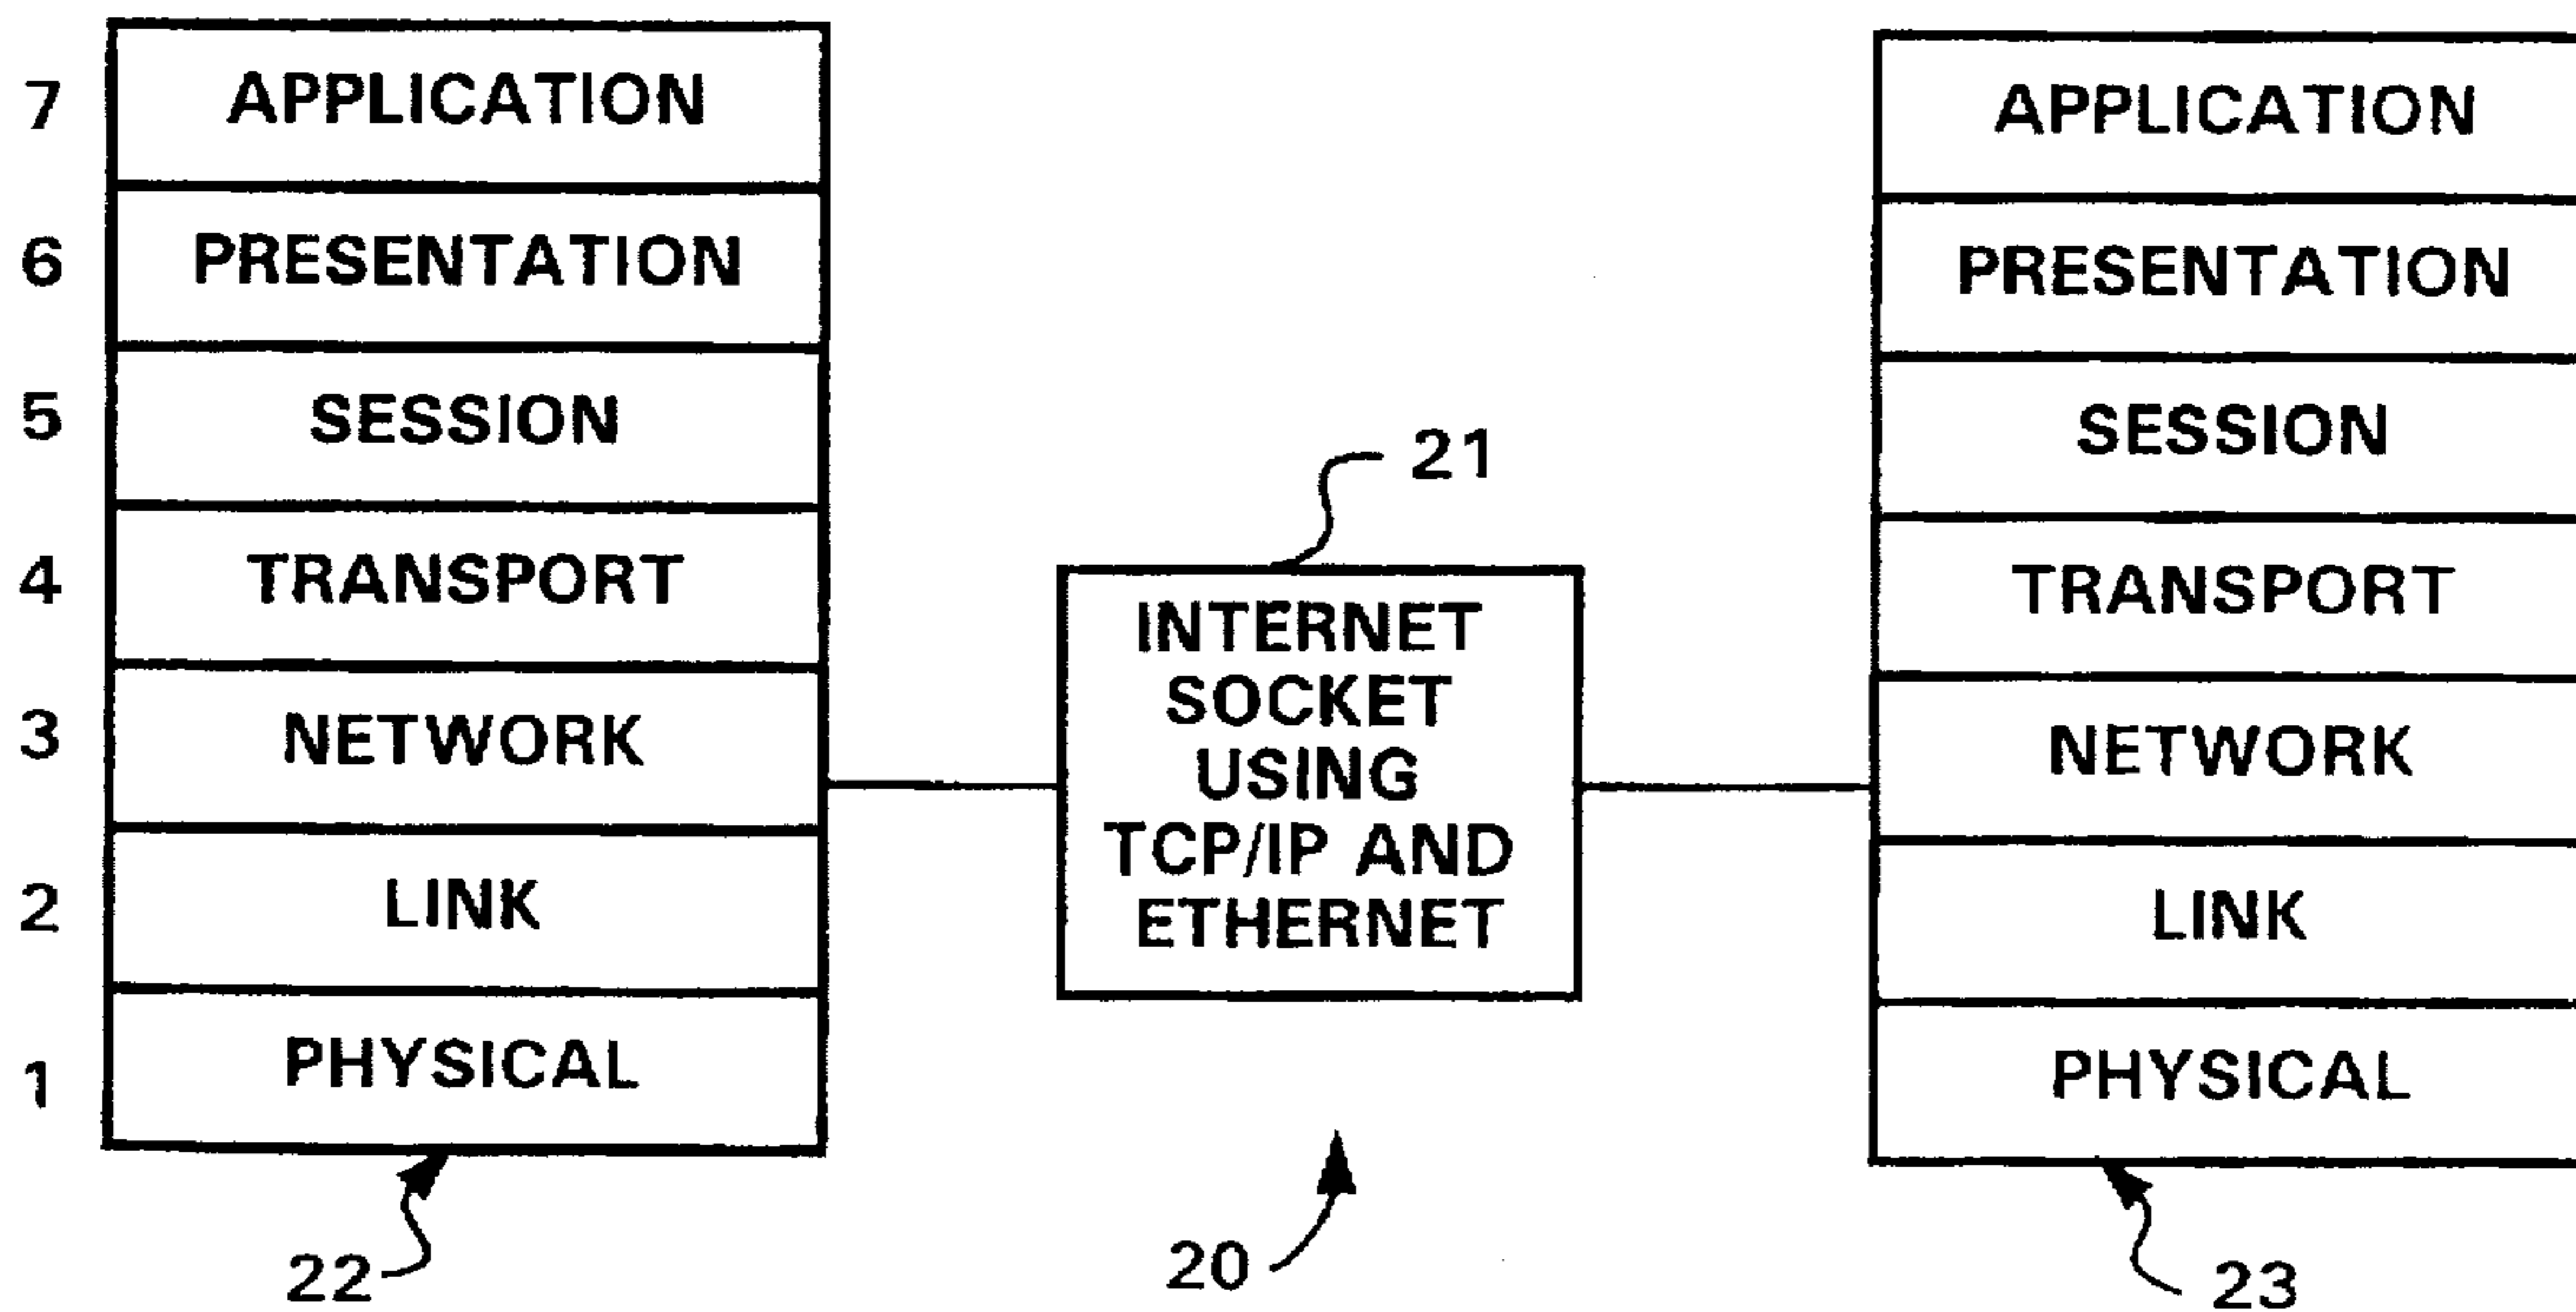 7
APPLICATION
6
PRESENTATION
5
SESSION
4
TRANSPORT
3
NETWORK
2
LINK
1
PHYSICAL
22
21
INTERNET
SOCKET
USING
TCP/IP AND
ETHERNET
20
APPLICATION
PRESENTATION
SESSION
TRANSPORT
NETWORK
LINK
PHYSICAL
23